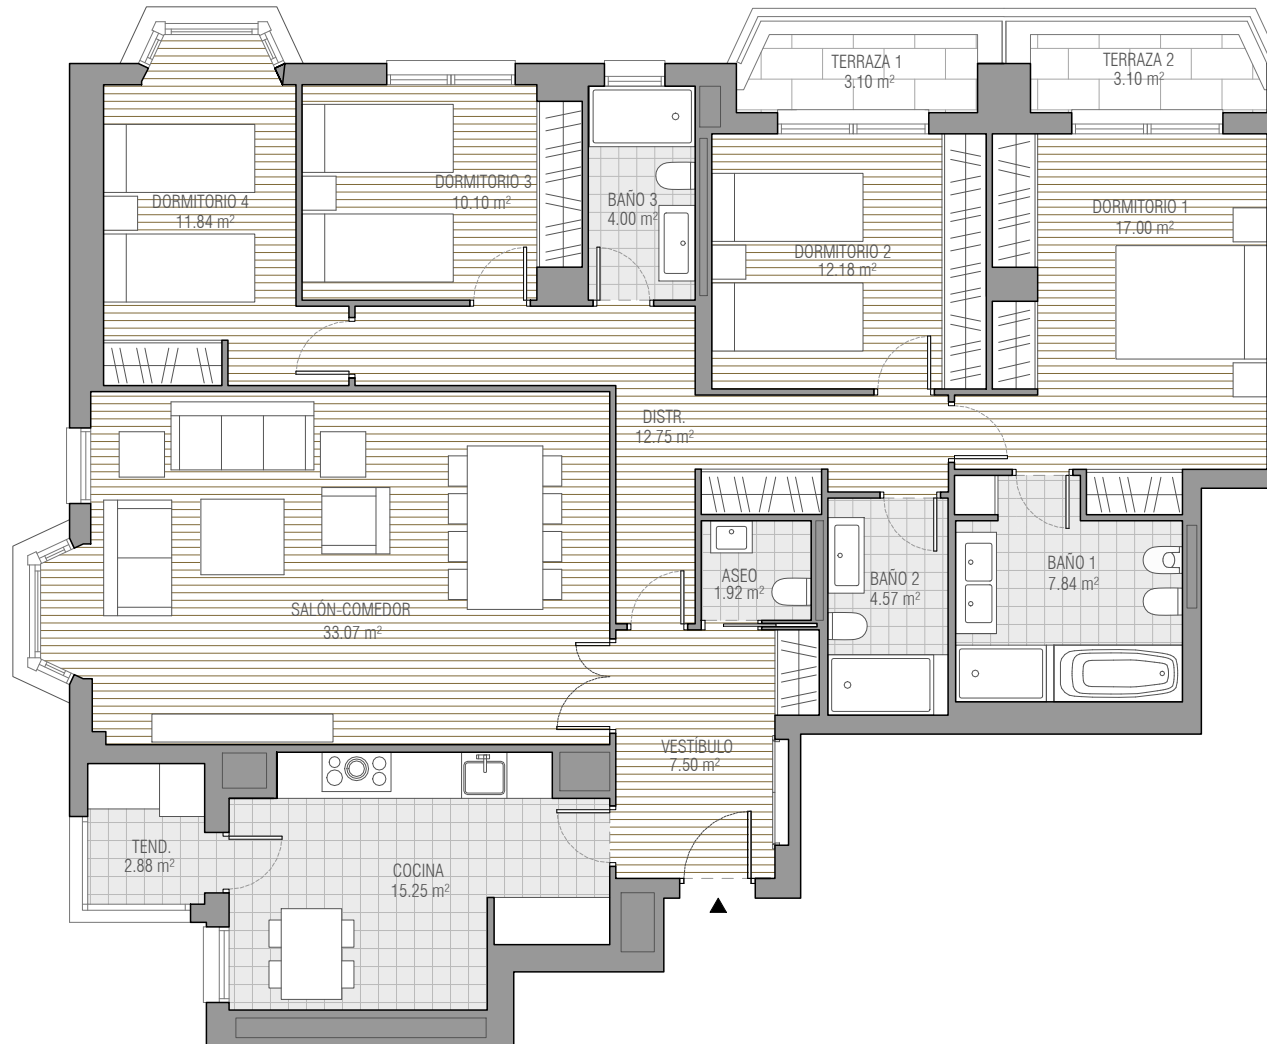 TERRAZA 1
3.10 m²
TERRAZA 2
3.10 m²
DORMITORIO 4
11.84 m²
DORMITORIO 3
10.10 m²
BAÑO 3
4.00 m²
DORMITORIO 2
12.18 m²
DORMITORIO 1
17.00 m²
DISTR.
12.75 m²
SALÓN-COMEDOR
33.07 m²
ASEO
1.92 m²
BAÑO 2
4.57 m²
BAÑO 1
7.84 m²
VESTÍBULO
7.50 m²
TEND.
2.88 m²
COCINA
15.25 m²